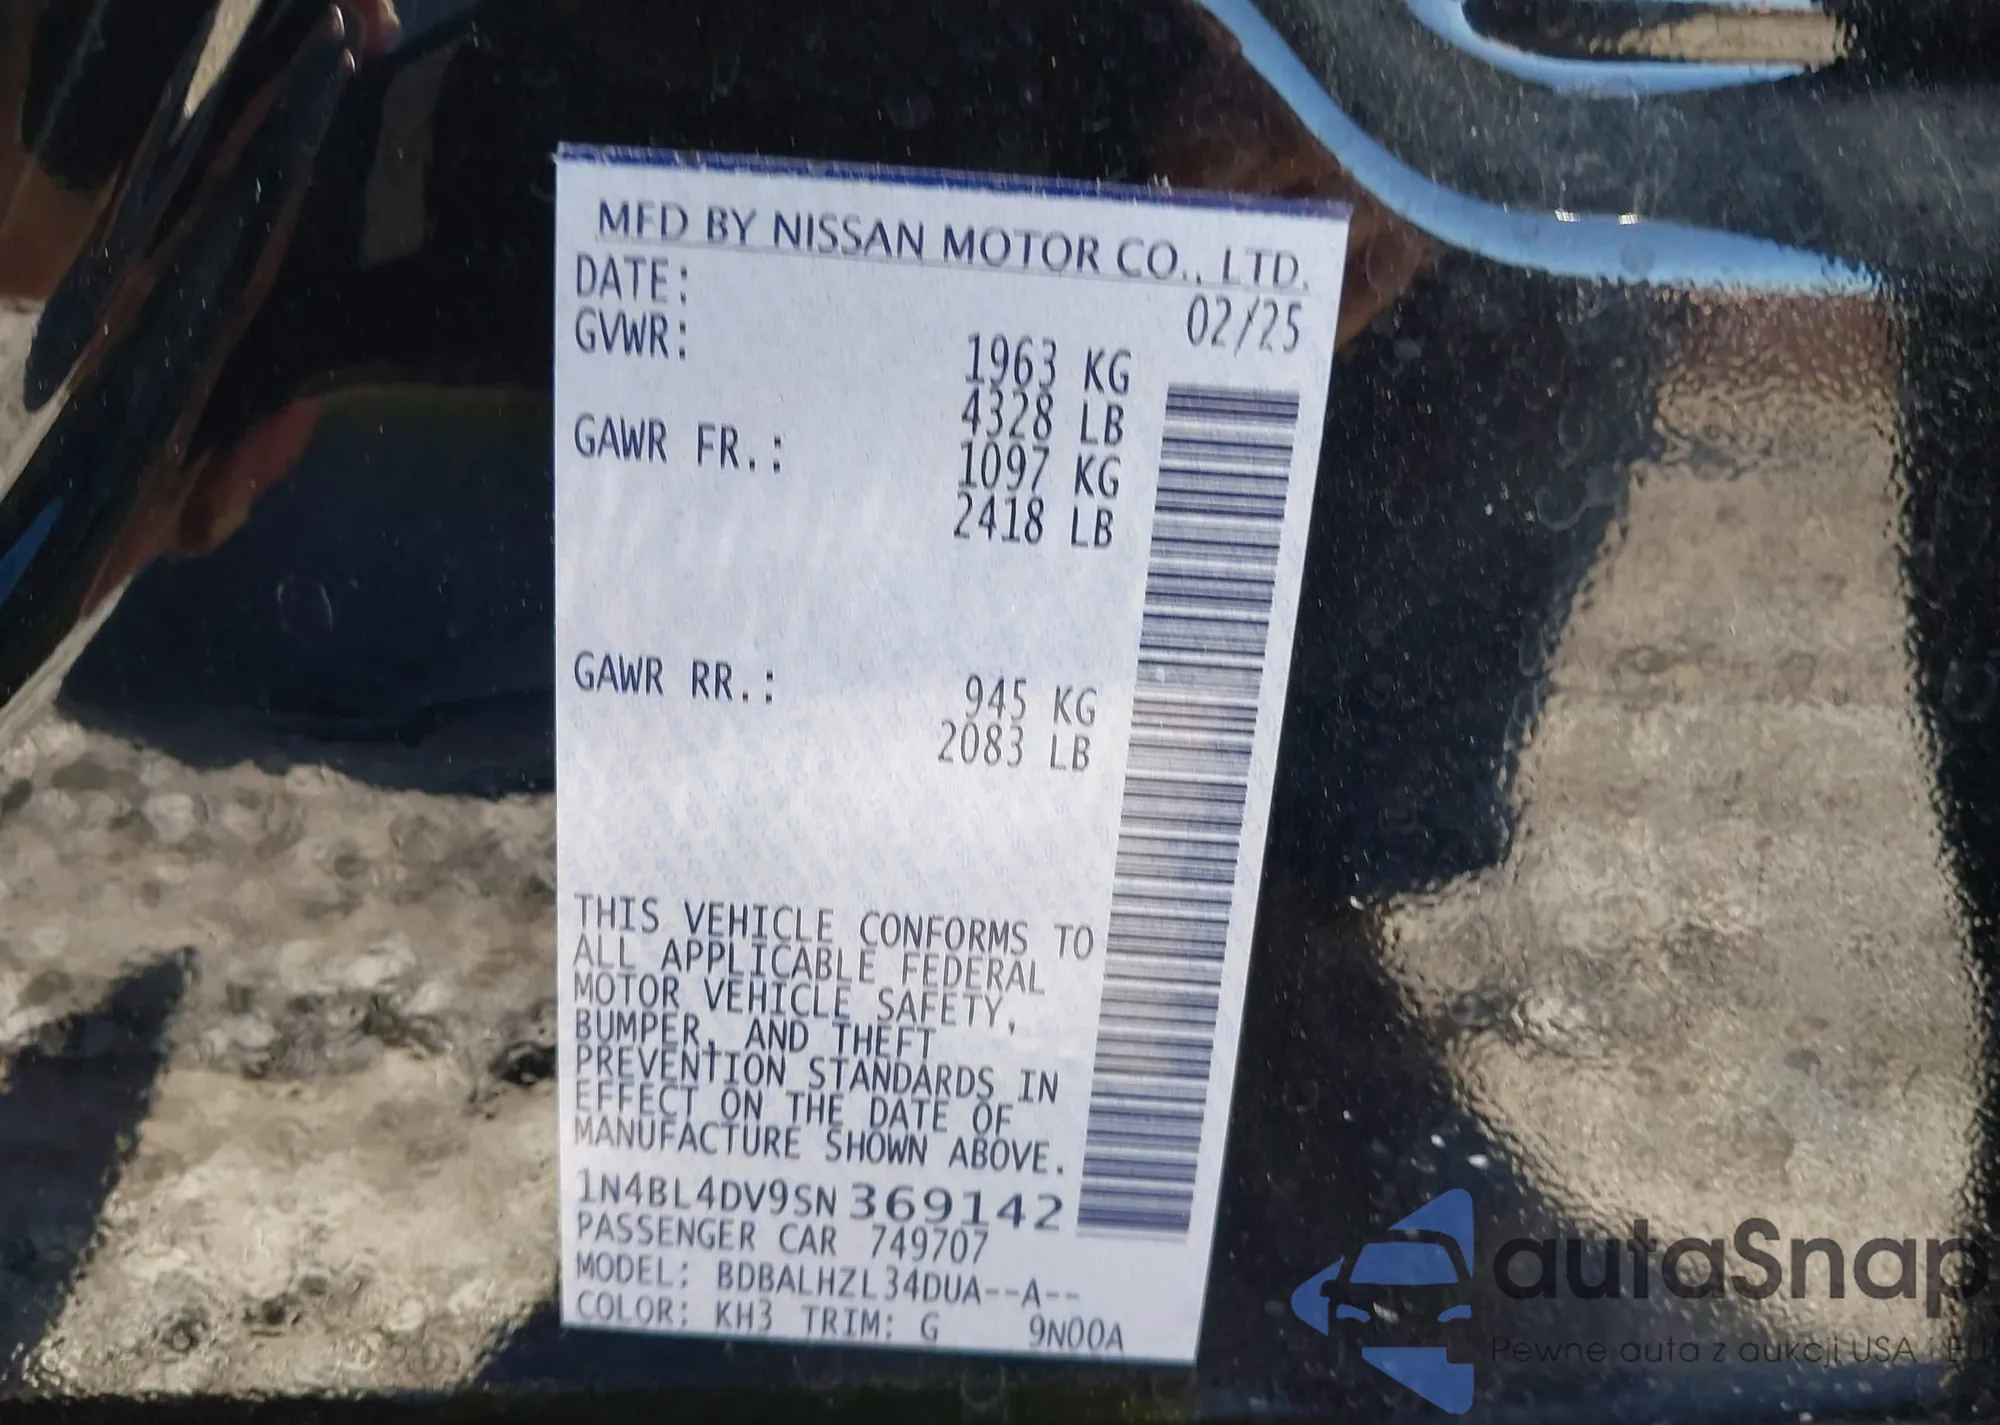 MFD BY NISSAN MOTOR CO., LTD.
DATE: 02/25
GVWR: 1963 KG
4328 LB
GAWR FR.: 1097 KG
2418 LB
GAWR RR.: 945 KG
2083 LB
THIS VEHICLE CONFORMS TO
ALL APPLICABLE FEDERAL
MOTOR VEHICLE SAFETY,
BUMPER, AND THEFT
PREVENTION STANDARDS IN
EFFECT ON THE DATE OF
MANUFACTURE SHOWN ABOVE.
1N4BL4DV9SN369142
PASSENGER CAR 749707
MODEL: BDBALHZL34DUA--A--
COLOR: KH3 TRIM: G 9N00A
autaSnap
Pewne auta z aukcji USA i EU